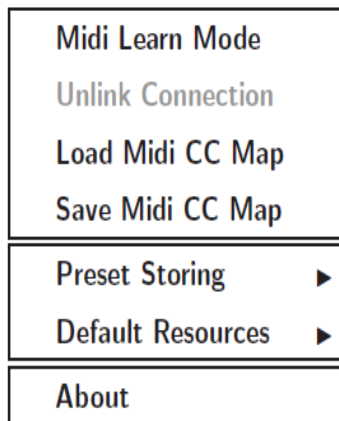 Midi Learn Mode
Unlink Connection
Load Midi CC Map
Save Midi CC Map
Preset Storing
Default Resources
About